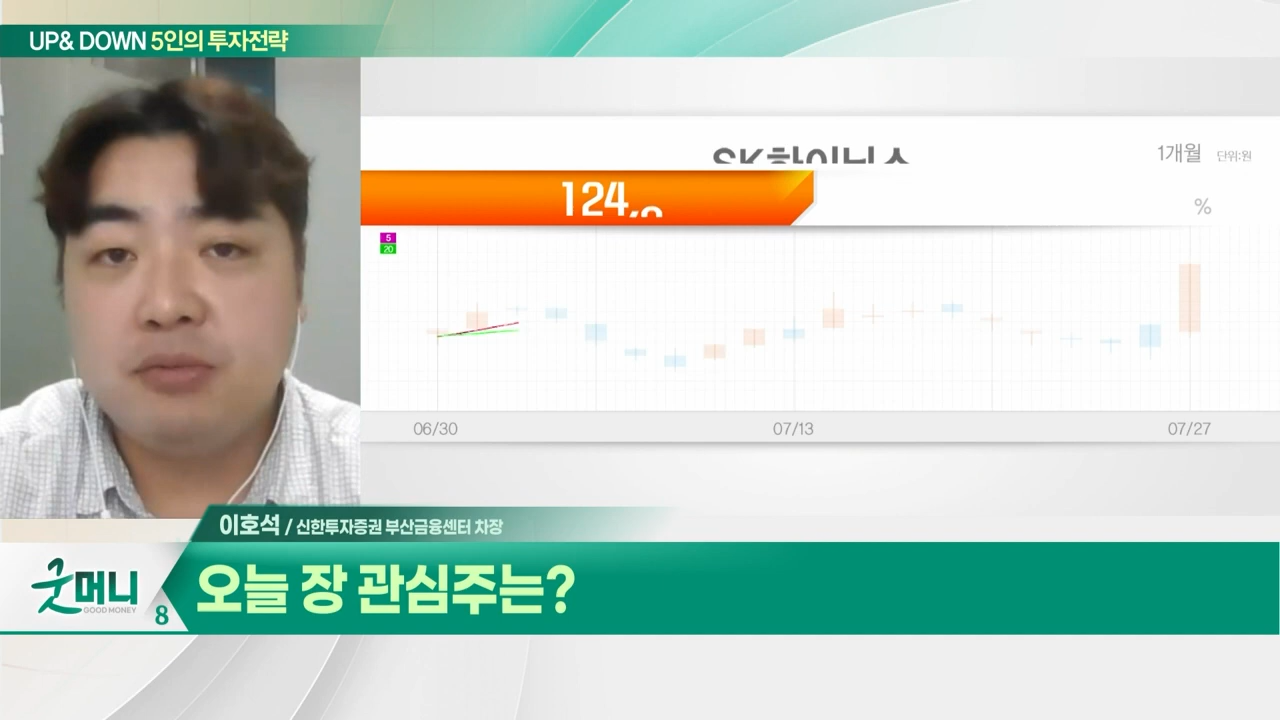 UP& DOWN 5인의 투자전략
1개월 단위:원
124,
%
5
20
06/30 07/13 07/27
이호석 / 신한투자증권 부산금융센터 차장
굿머니
GOOD MONEY
8
오늘 장 관심주는?